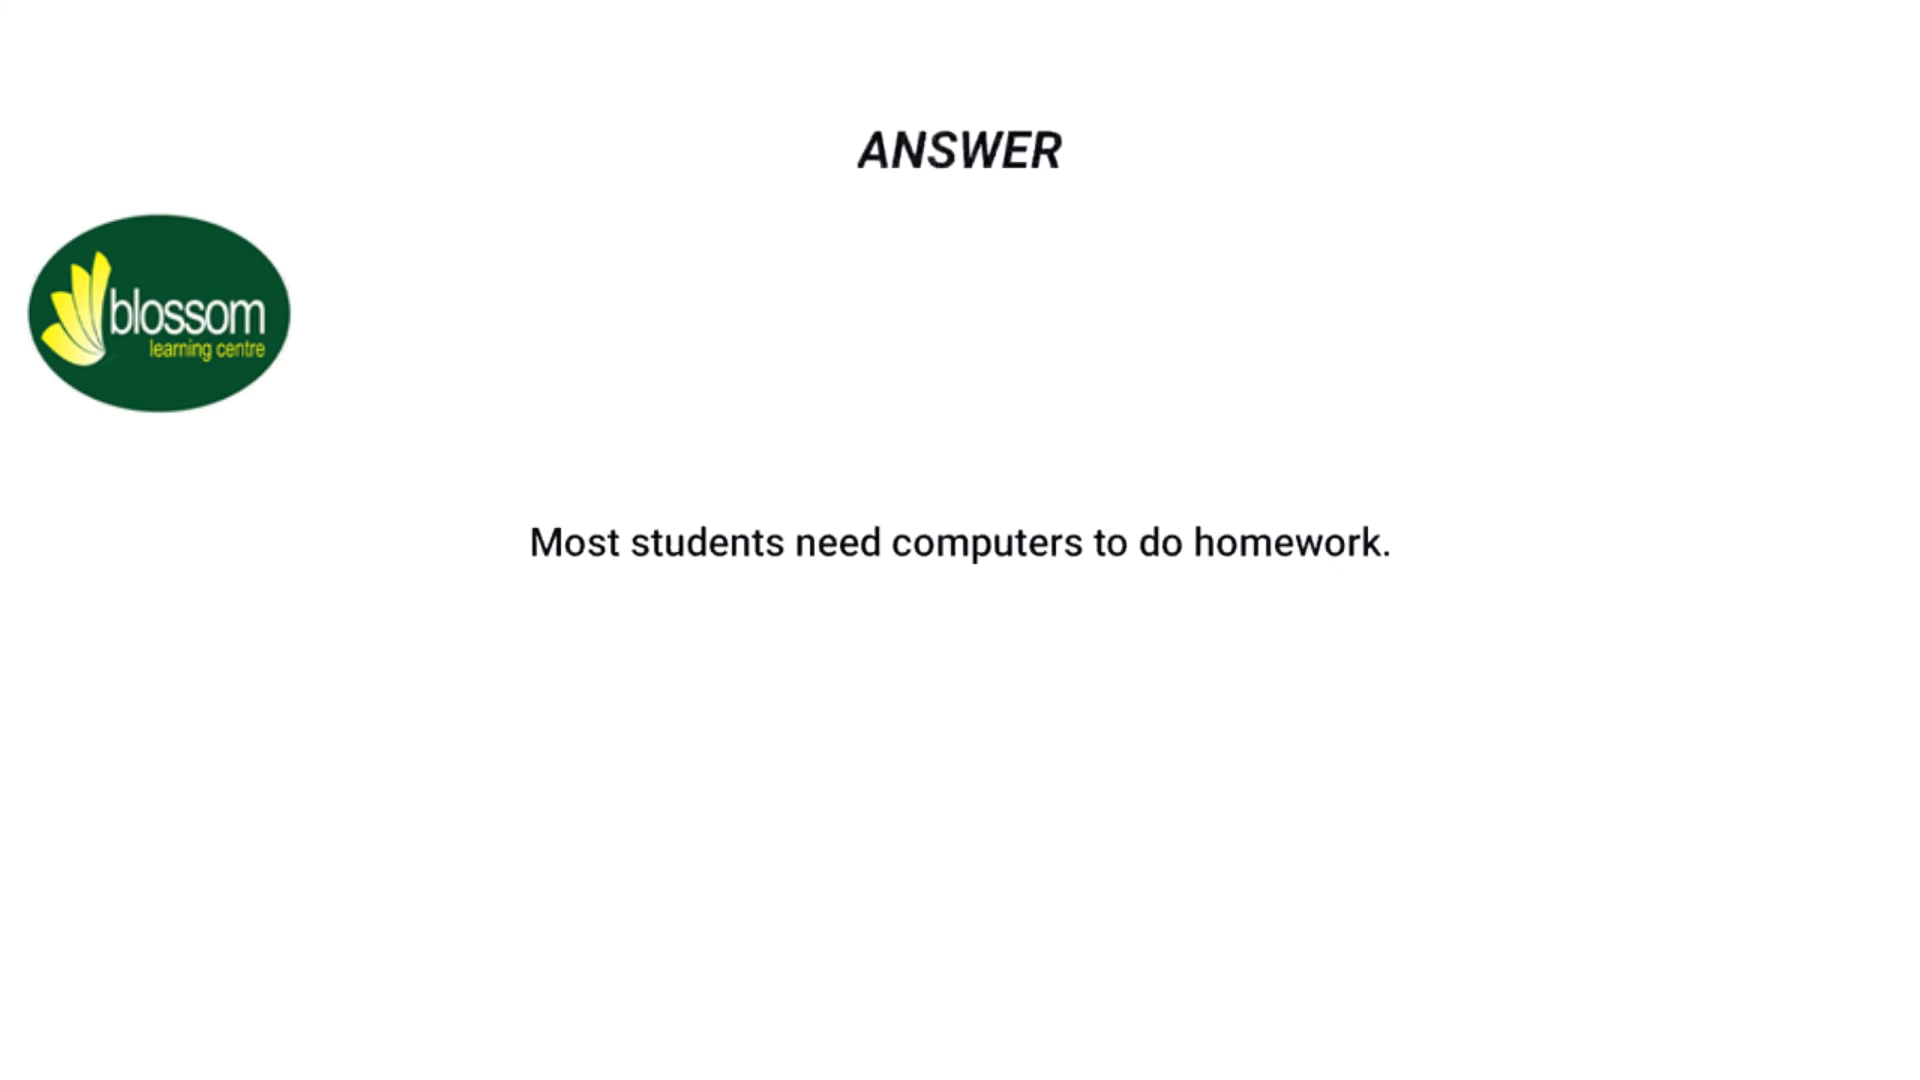 ANSWER
blossom
learning centre
Most students need computers to do homework.